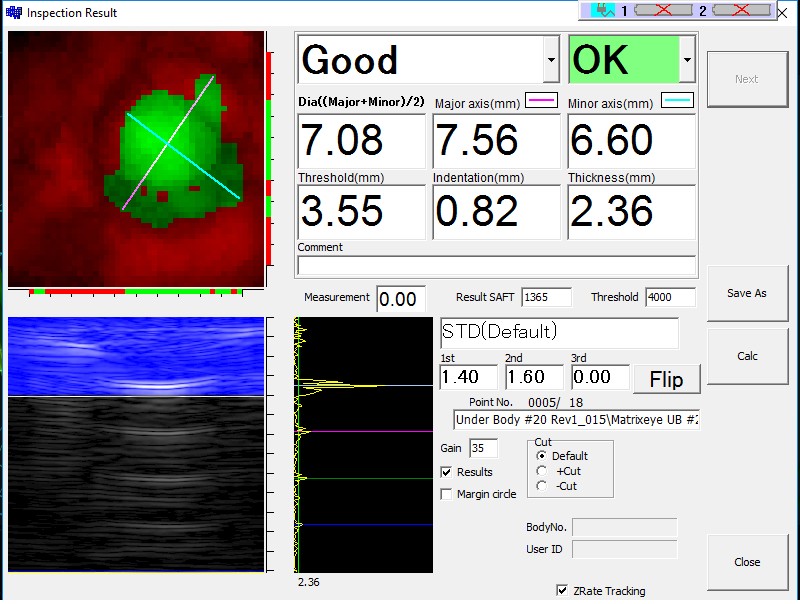 Inspection Result
1
2
Good
OK
Next
Dia((Major+Minor)/2)
Major axis(mm)
Minor axis(mm)
7.08
7.56
6.60
Threshold(mm)
Indentation(mm)
Thickness(mm)
3.55
0.82
2.36
Comment
Measurement 0.00
Result SAFT 1365
Threshold 4000
Save As
STD(Default)
1st
2nd
3rd
1.40
1.60
0.00
Flip
Calc
Point No. 0005/ 18
Under Body #20 Rev1_015\Matrixeye UB #2
Gain 35
Cut
Default
+Cut
-Cut
Results
Margin circle
BodyNo.
User ID
Close
2.36
ZRate Tracking